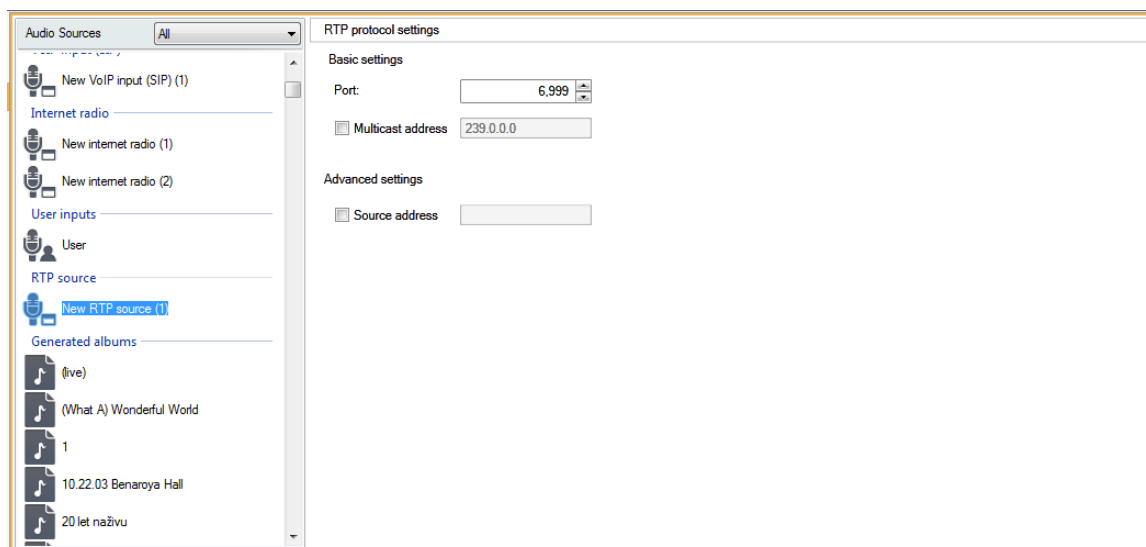 Audio Sources
All
New VoIP input (SIP) (1)
Internet radio
New internet radio (1)
New internet radio (2)
User inputs
User
RTP source
New RTP source (1)
Generated albums
(live)
(What A) Wonderful World
1
10.22.03 Benaroya Hall
20 let naživu
RTP protocol settings
Basic settings
Port: 6,999
Multicast address 239.0.0.0
Advanced settings
Source address